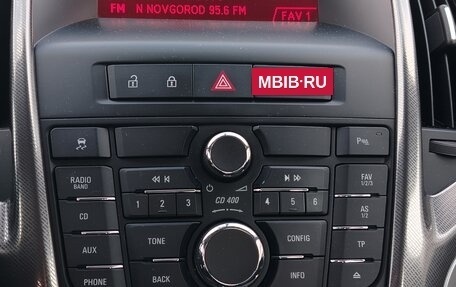 FM N NOVGOROD 95.6 FM FAV 1
MBIB·RU
RADIO BAND
FAV 1/2/3
1 2 3
CD 400
4 5 6
CD
AS 1/2
AUX
TONE
CONFIG
TP
PHONE
BACK
INFO